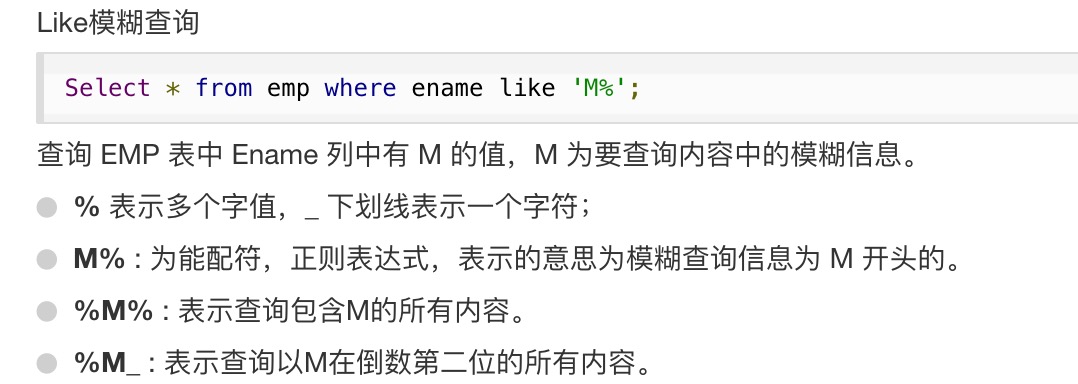 Like模糊查询
Select * from emp where ename like 'M%';
查询 EMP 表中 Ename 列中有 M 的值，M 为要查询内容中的模糊信息。
% 表示多个字值，_ 下划线表示一个字符；
M% : 为能配符，正则表达式，表示的意思为模糊查询信息为 M 开头的。
%M% : 表示查询包含M的所有内容。
%M_ : 表示查询以M在倒数第二位的所有内容。